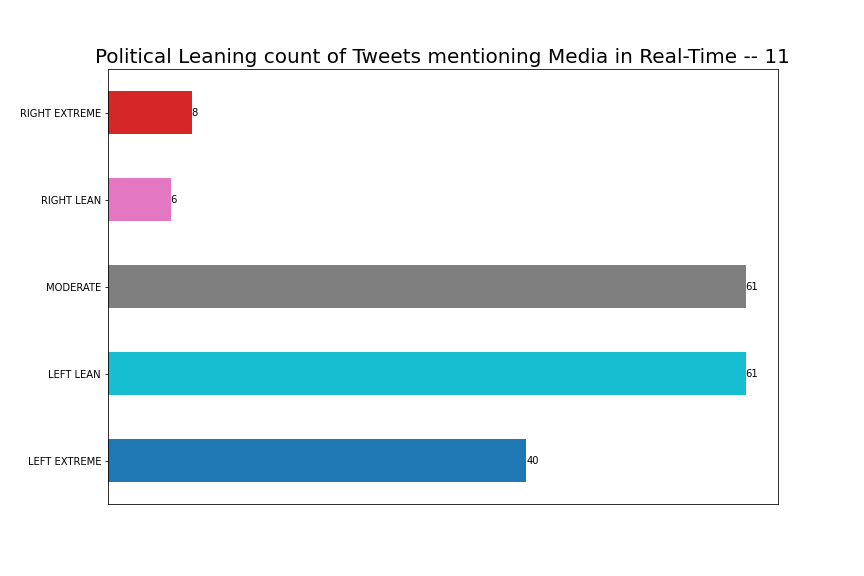 Political Leaning count of Tweets mentioning Media in Real-Time -- 11
RIGHT EXTREME 8
RIGHT LEAN 6
MODERATE 61
LEFT LEAN 61
LEFT EXTREME 40